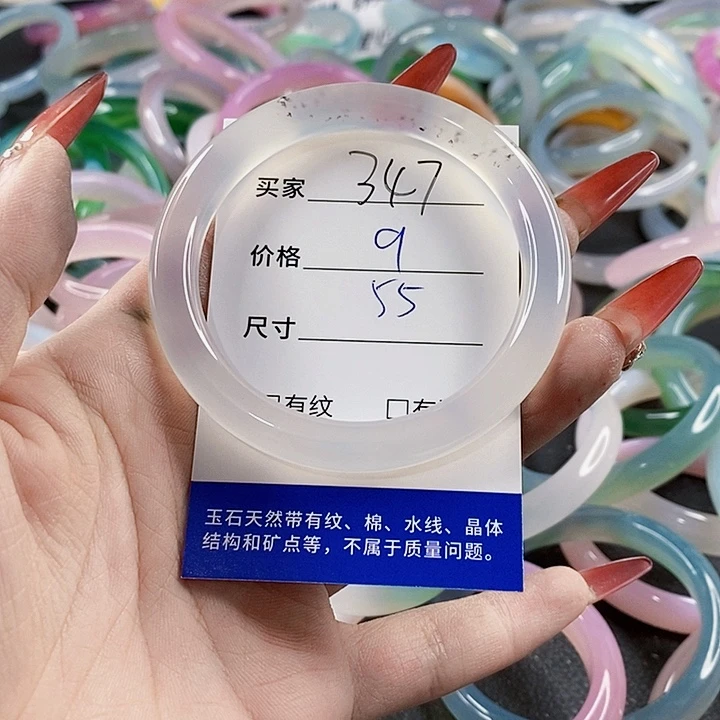 买家 347
价格 9
尺寸 55
有纹 □有
玉石天然带有纹、棉、水线、晶体
结构和矿点等，不属于质量问题。